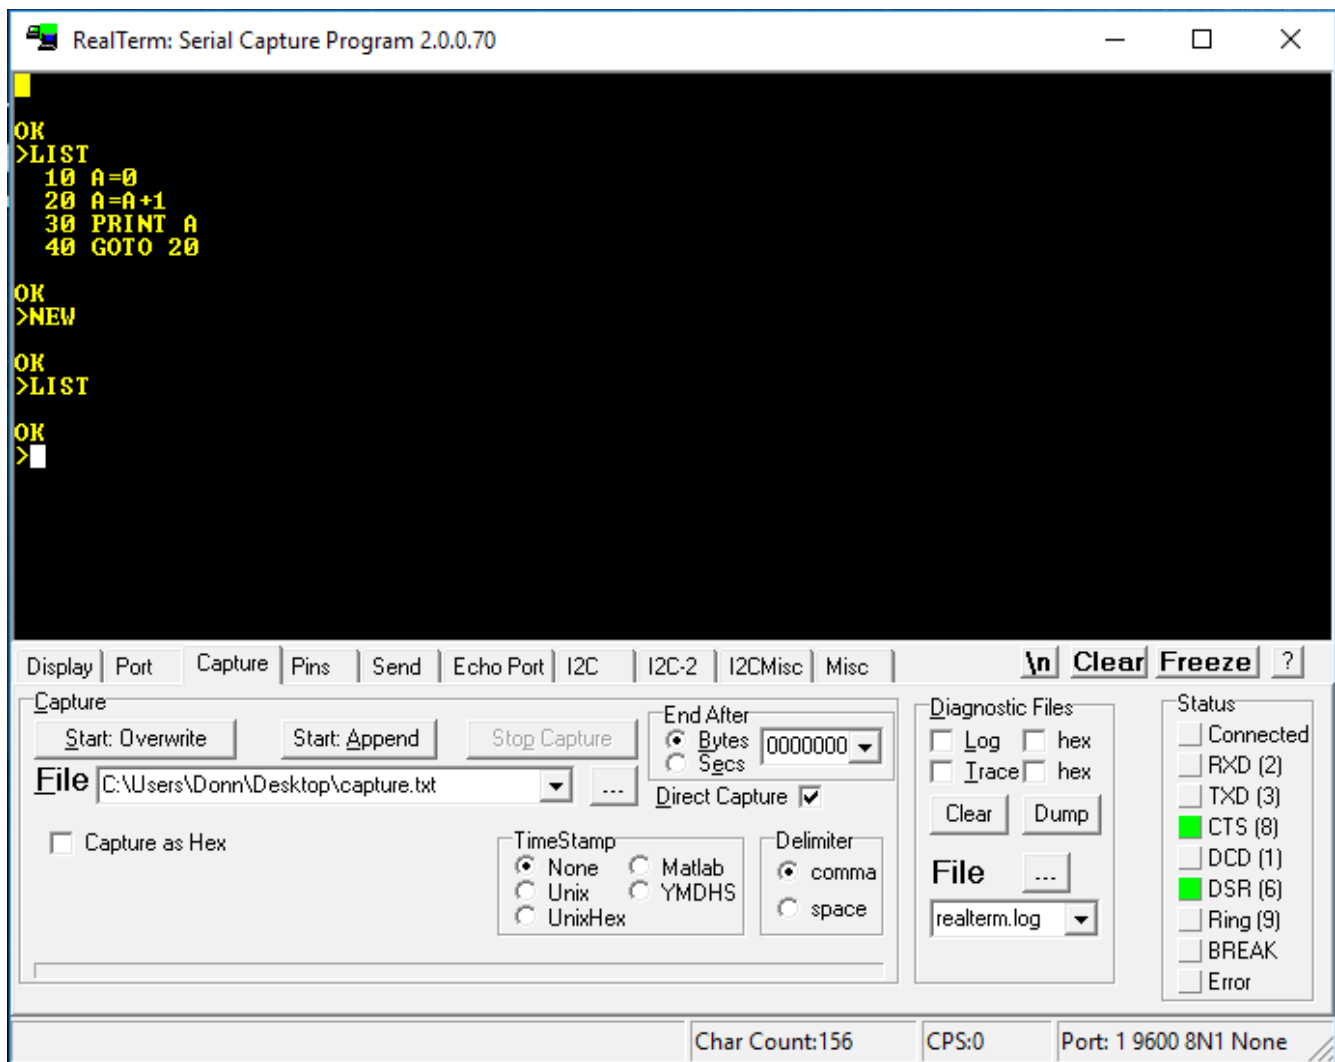 RealTerm: Serial Capture Program 2.0.0.70
OK
>LIST
10 A=0
20 A=A+1
30 PRINT A
40 GOTO 20
OK
>NEW
OK
>LIST
OK
>
Display Port Capture Pins Send Echo Port I2C I2C-2 I2CMisc Misc \n Clear Freeze ?
Capture
Start: Overwrite Start: Append Stop Capture
End After
Bytes 0000000
Secs
File C:\Users\Donn\Desktop\capture.txt ...
Direct Capture
Capture as Hex
TimeStamp
None Matlab
Unix YMDHS
UnixHex
Delimiter
comma
space
Diagnostic Files
Log hex
Trace hex
Clear Dump
File ...
realterm.log
Status
Connected
RXD (2)
TXD (3)
CTS (8)
DCD (1)
DSR (6)
Ring (9)
BREAK
Error
Char Count:156 CPS:0 Port: 1 9600 8N1 None